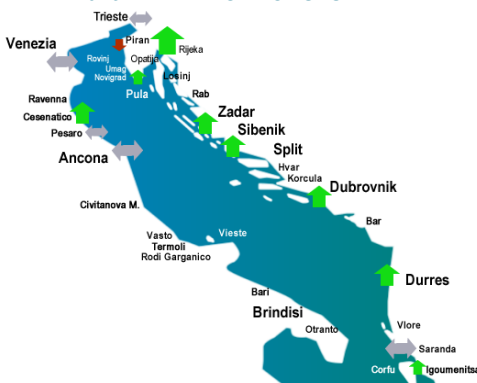 Trieste
Venezia
Piran
Rijeka
Rovinj
Opatija
Umag
Novigrad
Losinj
Pula
Rab
Ravenna
Cesenatico
Zadar
Pesaro
Sibenik
Ancona
Split
Hvar
Korcula
Dubrovnik
Civitanova M.
Bar
Vasto
Vieste
Termoli
Rodi Garganico
Durres
Bari
Brindisi
Otranto
Vlore
Saranda
Corfu
Igoumenitsa